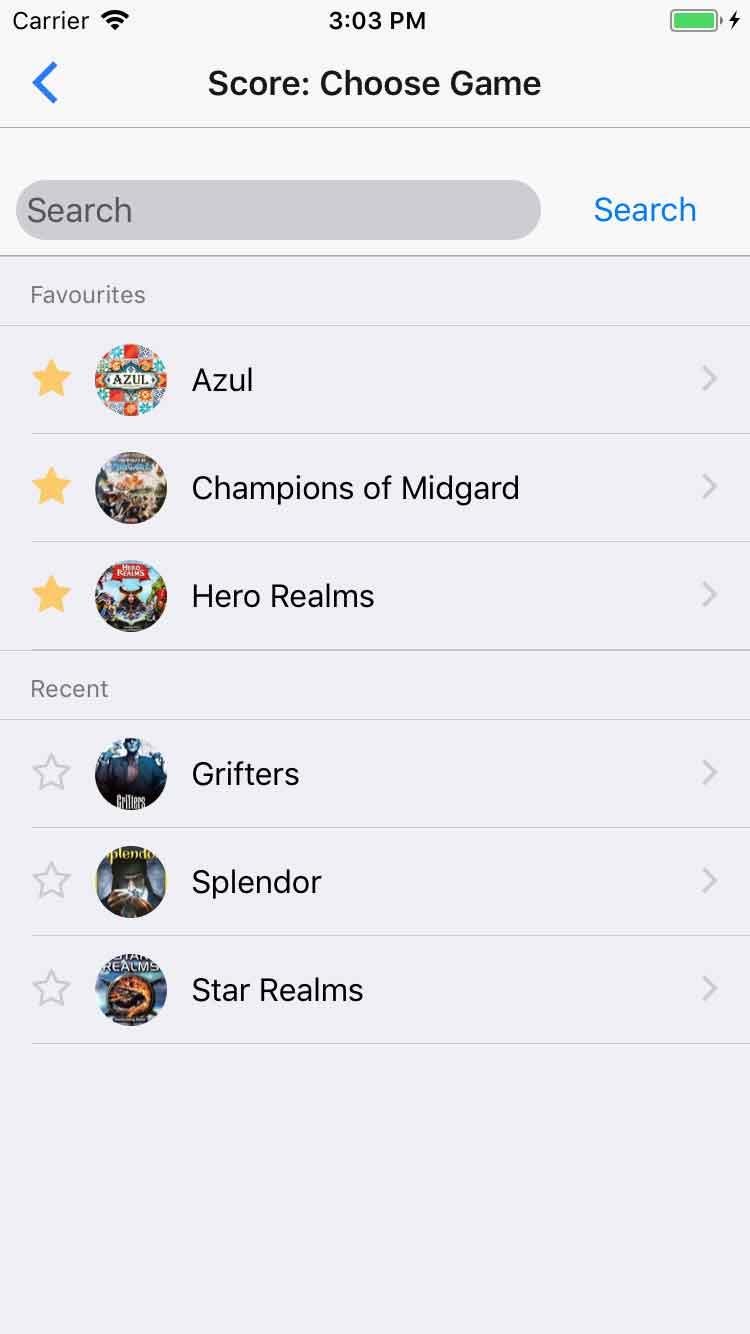 Carrier 3:03 PM
Score: Choose Game
Search Search
Favourites
AZUL Azul
Champions of Midgard
HERO
REALMS
Hero Realms
Recent
Grifters
Grifters
plendo
Splendor
STAR
REALMS
Star Realms